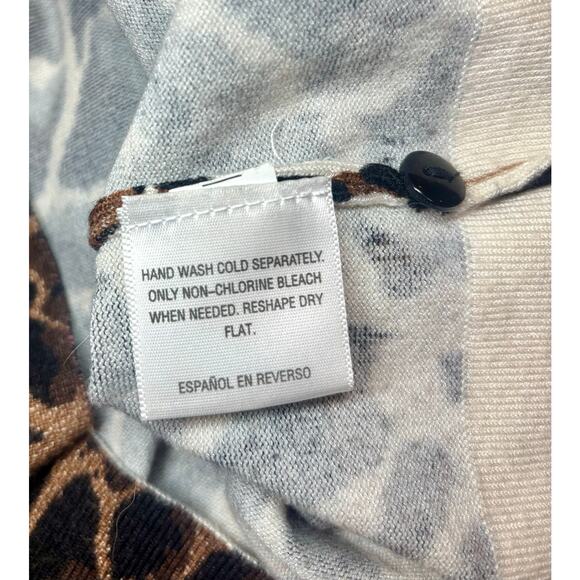 HAND WASH COLD SEPARATELY.
ONLY NON-CHLORINE BLEACH
WHEN NEEDED. RESHAPE DRY
FLAT.
ESPAÑOL EN REVERSO